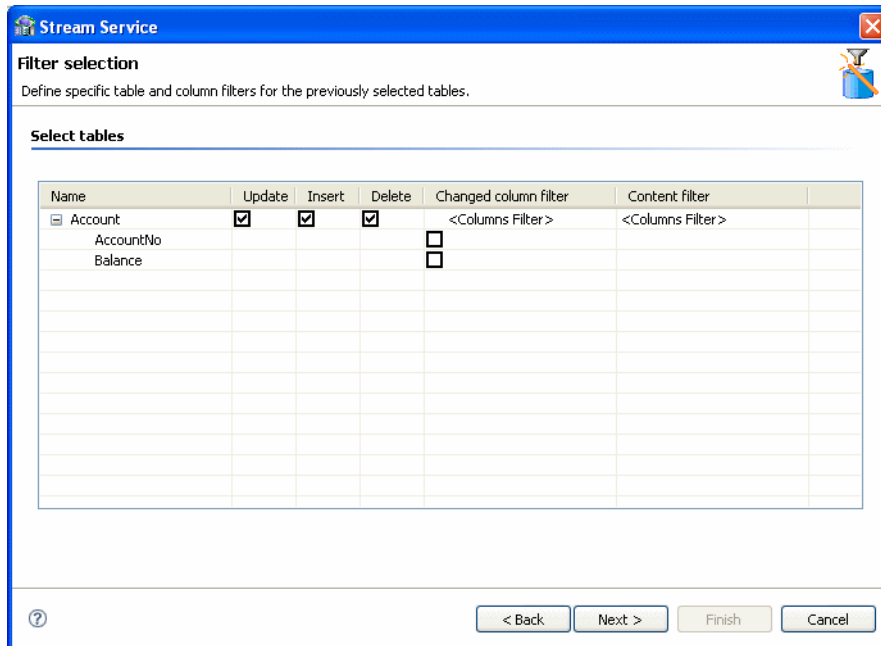 Stream Service
Filter selection
Define specific table and column filters for the previously selected tables.
Select tables
Name Update Insert Delete Changed column filter Content filter
Account <Columns Filter> <Columns Filter>
AccountNo
Balance
? < Back Next > Finish Cancel